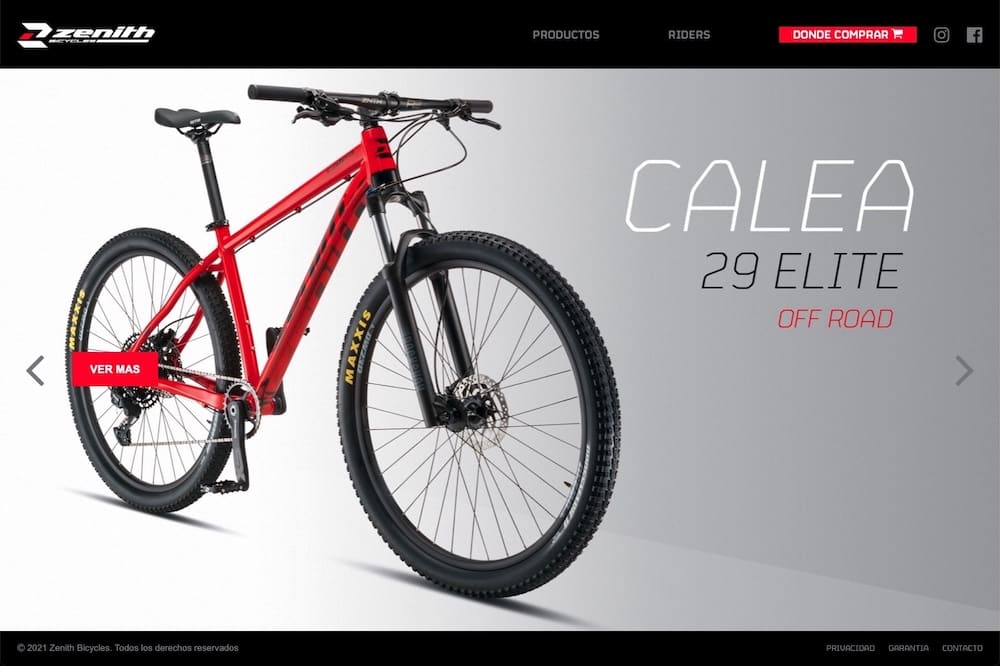 zenith
BICYCLES
PRODUCTOS
RIDERS
DONDE COMPRAR
ZENITH
CALEA
29 ELITE
OFF ROAD
MAXXIS
MAXXIS
VER MAS
© 2021 Zenith Bicycles. Todos los derechos reservados
PRIVACIDAD
GARANTIA
CONTACTO